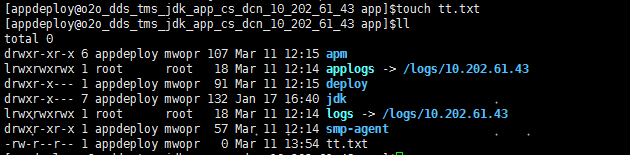 [appdeploy@o2o_dds_tms_jdk_app_cs_dcn_10_202_61_43 app]$touch tt.txt
[appdeploy@o2o_dds_tms_jdk_app_cs_dcn_10_202_61_43 app]$ll
total 0
drwxr-xr-x 6 appdeploy mwopr 107 Mar 11 12:15 apm
lrwxrwxrwx 1 root      root   18 Mar 11 12:14 applogs -> /logs/10.202.61.43
drwxr-x--- 1 appdeploy mwopr  91 Mar 11 12:15 deploy
drwxr-x--- 7 appdeploy mwopr 132 Jan 17 16:40 jdk
lrwxrwxrwx 1 root      root   18 Mar 11 12:14 logs -> /logs/10.202.61.43
drwxr-xr-x 1 appdeploy mwopr  57 Mar 11 12:14 smp-agent
-rw-r--r-- 1 appdeploy mwopr   0 Mar 11 13:54 tt.txt